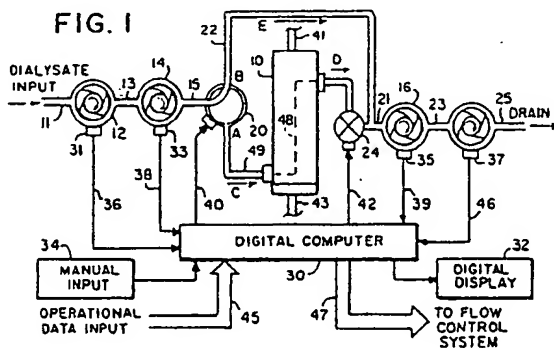 FIG. 1
E
22
41
14
10
D
DIALYSATE INPUT
13
15
B
21
16
23
25
DRAIN
11
12
A
20
48
49
24
31
33
35
37
C
36
38
40
43
42
39
46
34
MANUAL INPUT
DIGITAL COMPUTER
32
DIGITAL DISPLAY
30
OPERATIONAL DATA INPUT
45
47
TO FLOW CONTROL SYSTEM